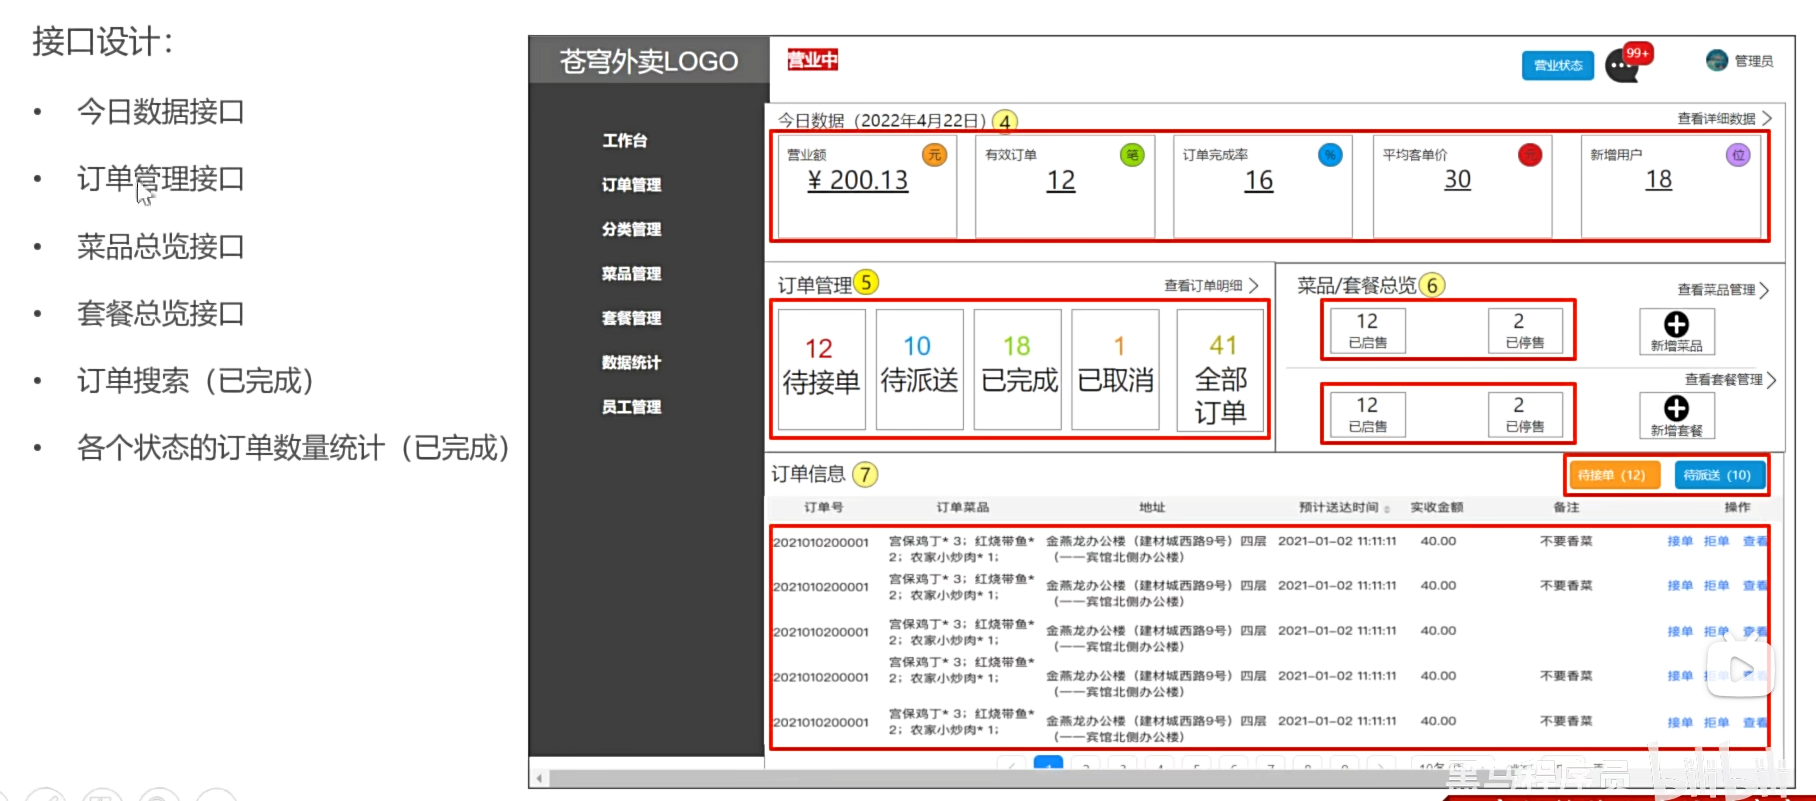 接口设计：
• 今日数据接口
• 订单管理接口
• 菜品总览接口
• 套餐总览接口
• 订单搜索（已完成）
• 各个状态的订单数量统计（已完成）
苍穹外卖LOGO
营业中
营业状态
99+
管理员
工作台
订单管理
分类管理
菜品管理
套餐管理
数据统计
员工管理
今日数据（2022年4月22日） 4
查看详细数据
营业额 元
¥ 200.13
有效订单 笔
12
订单完成率 %
16
平均客单价 元
30
新增用户 位
18
订单管理 5
查看订单明细
12
待接单
10
待派送
18
已完成
1
已取消
41
全部
订单
菜品/套餐总览 6
查看菜品管理
12
已启售
2
已停售
新增菜品
查看套餐管理
12
已启售
2
已停售
新增套餐
订单信息 7
待接单（12）
待派送（10）
订单号 订单菜品 地址 预计送达时间 实收金额 备注 操作
2021010200001 宫保鸡丁* 3；红烧带鱼* 金燕龙办公楼（建材城西路9号）四层 2021-01-02 11:11:11 40.00 不要香菜 接单 拒单 查看
2；农家小炒肉* 1； （一一宾馆北侧办公楼）
2021010200001 宫保鸡丁* 3；红烧带鱼* 金燕龙办公楼（建材城西路9号）四层 2021-01-02 11:11:11 40.00 不要香菜 接单 拒单 查看
2；农家小炒肉* 1； （一一宾馆北侧办公楼）
2021010200001 宫保鸡丁* 3；红烧带鱼* 金燕龙办公楼（建材城西路9号）四层 2021-01-02 11:11:11 40.00 接单 拒单 查看
2；农家小炒肉* 1； （一一宾馆北侧办公楼）
2021010200001 宫保鸡丁* 3；红烧带鱼* 金燕龙办公楼（建材城西路9号）四层 2021-01-02 11:11:11 40.00 不要香菜 接单
2；农家小炒肉* 1； （一一宾馆北侧办公楼）
2021010200001 宫保鸡丁* 3；红烧带鱼* 金燕龙办公楼（建材城西路9号）四层 2021-01-02 11:11:11 40.00 不要香菜 接单 拒单 查看
2；农家小炒肉* 1； （一一宾馆北侧办公楼）
黑马程序员 bilibili